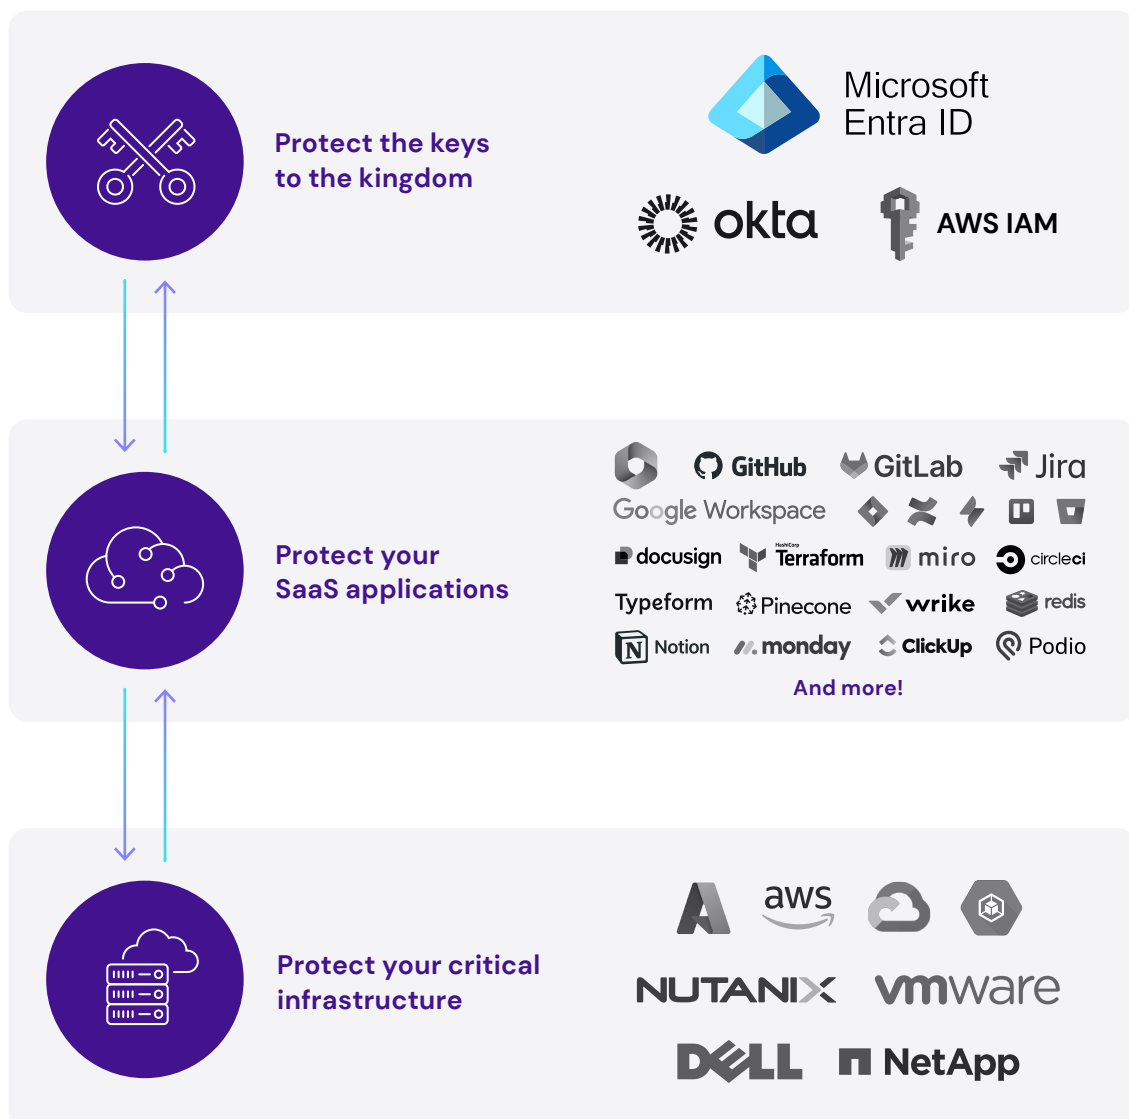 Protect the keys
to the kingdom
Microsoft
Entra ID
okta
AWS IAM
Protect your
SaaS applications
GitHub
GitLab
Jira
Google Workspace
docusign
HashiCorp
Terraform
miro
circleci
Typeform
Pinecone
wrike
redis
N
Notion
monday
ClickUp
Podio
And more!
Protect your critical
infrastructure
aws
NUTANIX
vmware
DELL
NetApp